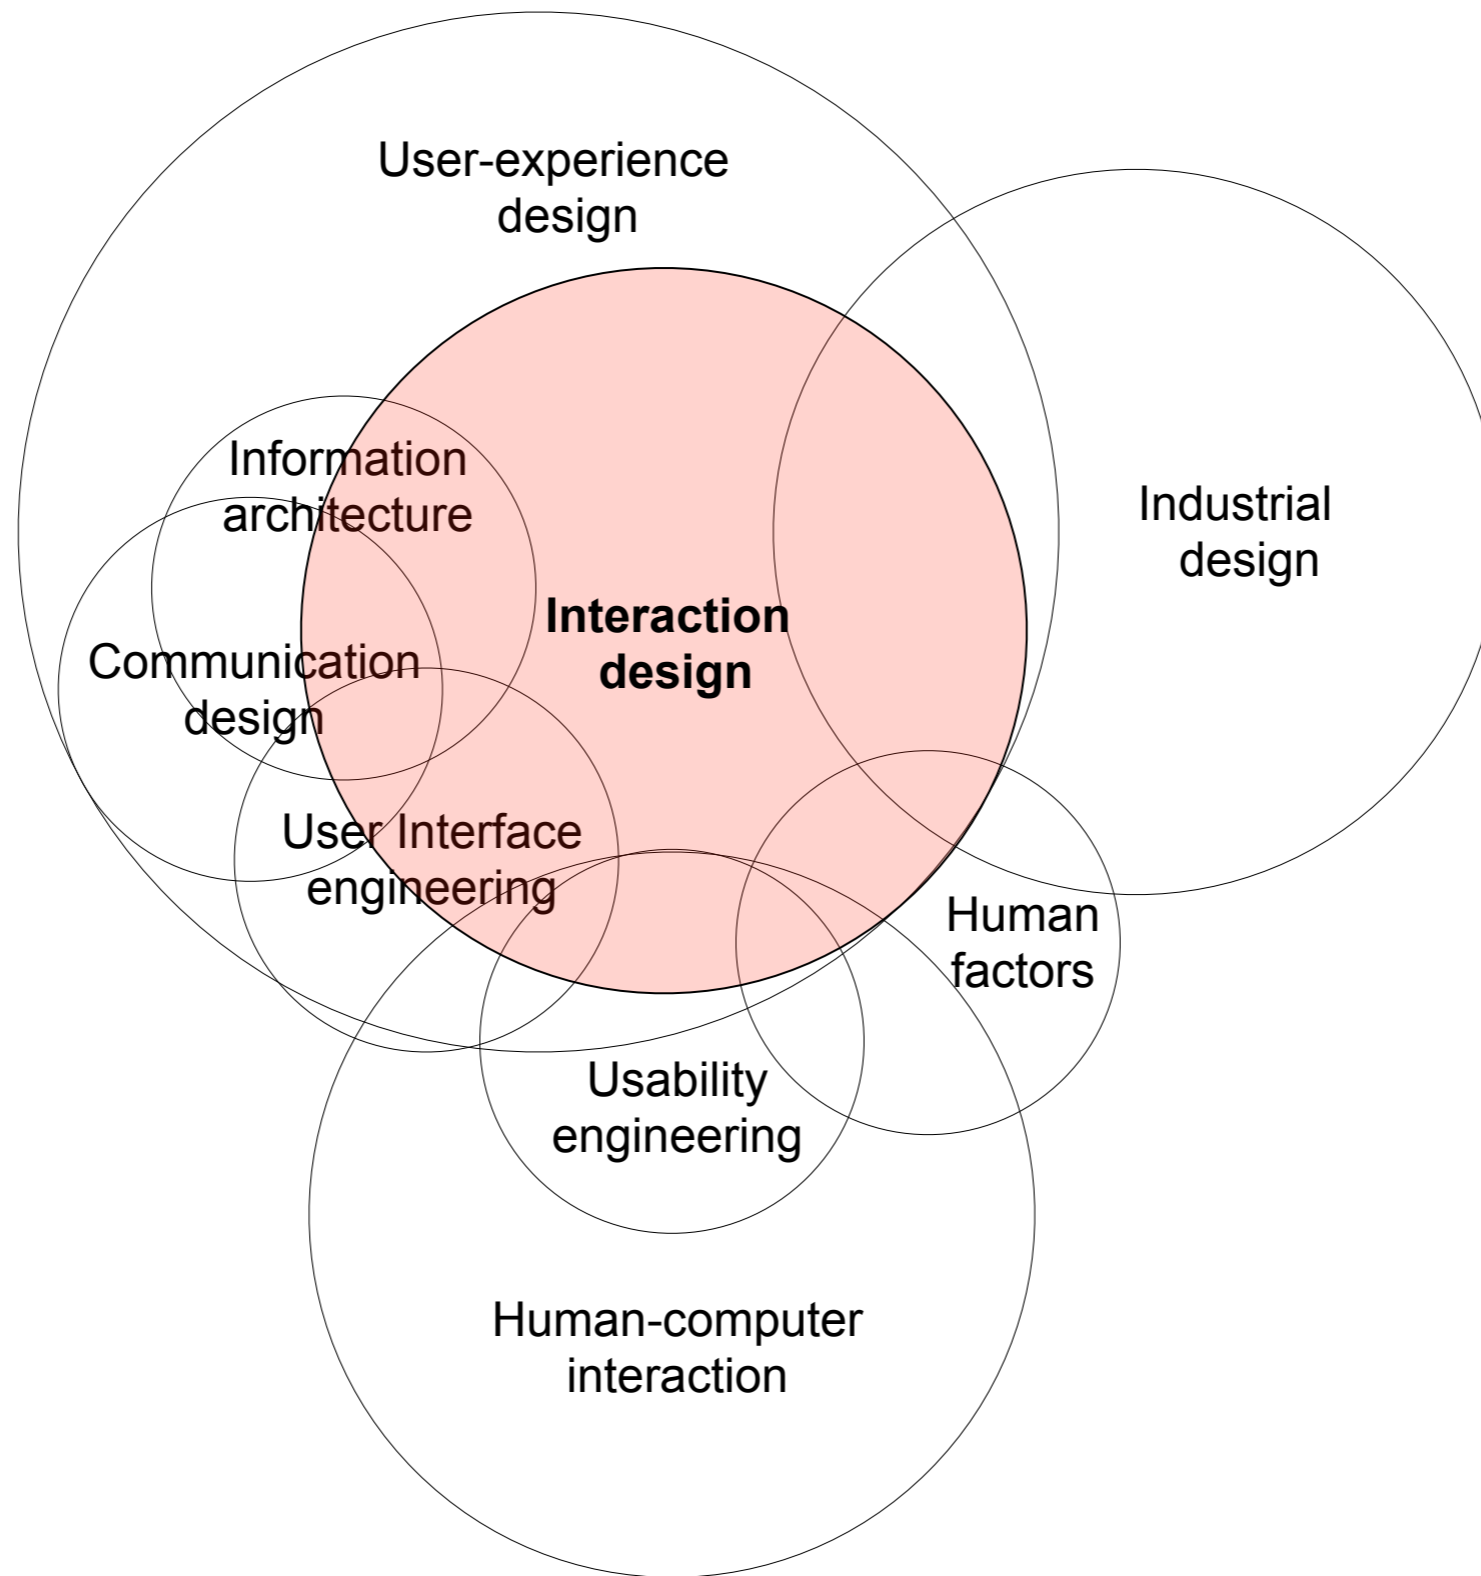 User-experience
design
Information
architecture
Industrial
design
Interaction
design
Communication
design
User Interface
engineering
Human
factors
Usability
engineering
Human-computer
interaction